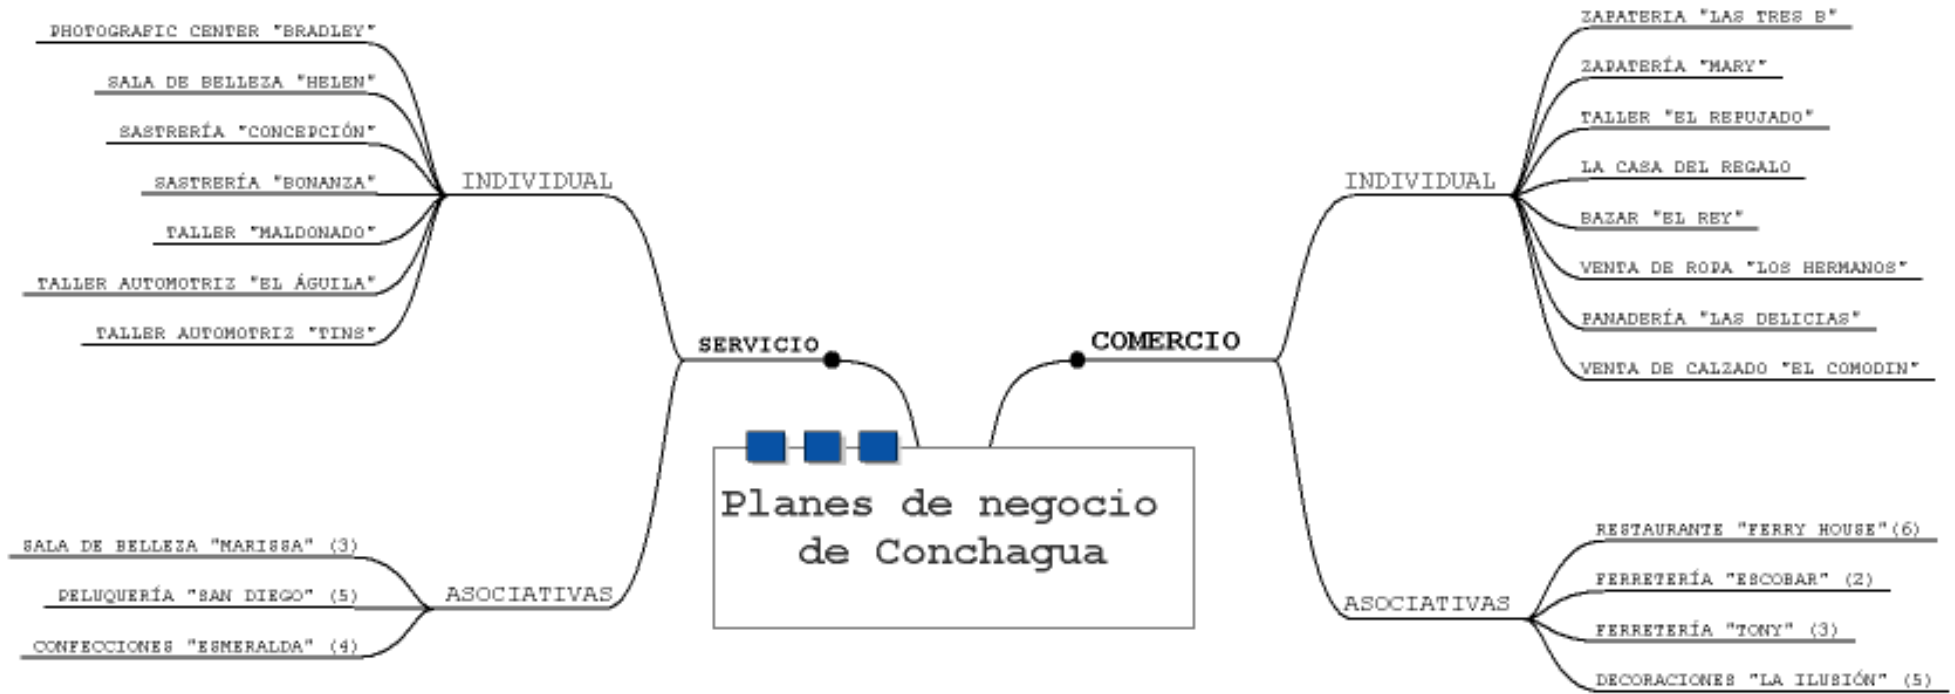 PHOTOGRAFIC CENTER "BRADLEY"
SALA DE BELLEZA "HELEN"
SASTRERÍA "CONCEPCIÓN"
SASTRERÍA "BONANZA"
TALLER "MALDONADO"
TALLER AUTOMOTRIZ "EL ÁGUILA"
TALLER AUTOMOTRIZ "TINS"
INDIVIDUAL
SERVICIO
SALA DE BELLEZA "MARISSA" (3)
PELUQUERÍA "SAN DIEGO" (5)
CONFECCIONES "ESMERALDA" (4)
ASOCIATIVAS
Planes de negocio
de Conchagua
COMERCIO
INDIVIDUAL
ZAPATERIA "LAS TRES B"
ZAPATERÍA "MARY"
TALLER "EL REPUJADO"
LA CASA DEL REGALO
BAZAR "EL REY"
VENTA DE ROPA "LOS HERMANOS"
PANADERÍA "LAS DELICIAS"
VENTA DE CALZADO "EL COMODIN"
ASOCIATIVAS
RESTAURANTE "FERRY HOUSE"(6)
FERRETERÍA "ESCOBAR" (2)
FERRETERÍA "TONY" (3)
DECORACIONES "LA ILUSIÓN" (5)